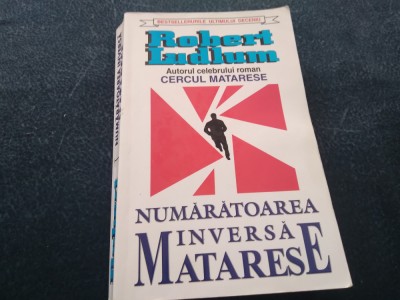 BESTSELLERURILE ULTIMULUI DECENIU
Robert
Ludlum
Autorul celebrului roman
CERCUL MATARESE
NUMĂRĂTOAREA
INVERSĂ
MATARESE